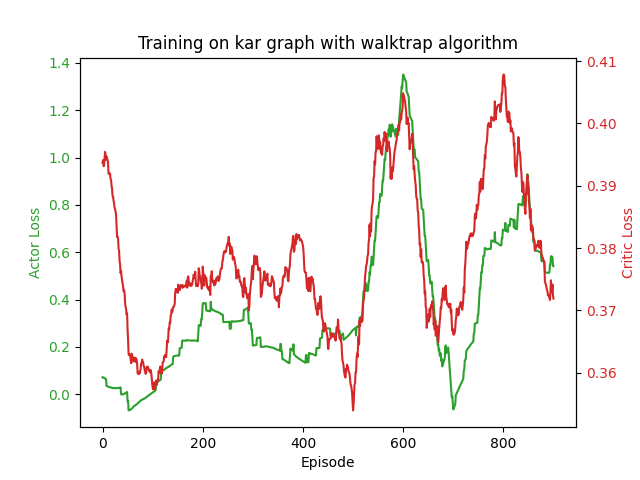 Training on kar graph with walktrap algorithm
1.4
1.2
1.0
0.8
0.6
0.4
0.2
0.0
Actor Loss
0.41
0.40
0.39
0.38
0.37
0.36
Critic Loss
0 200 400 600 800
Episode